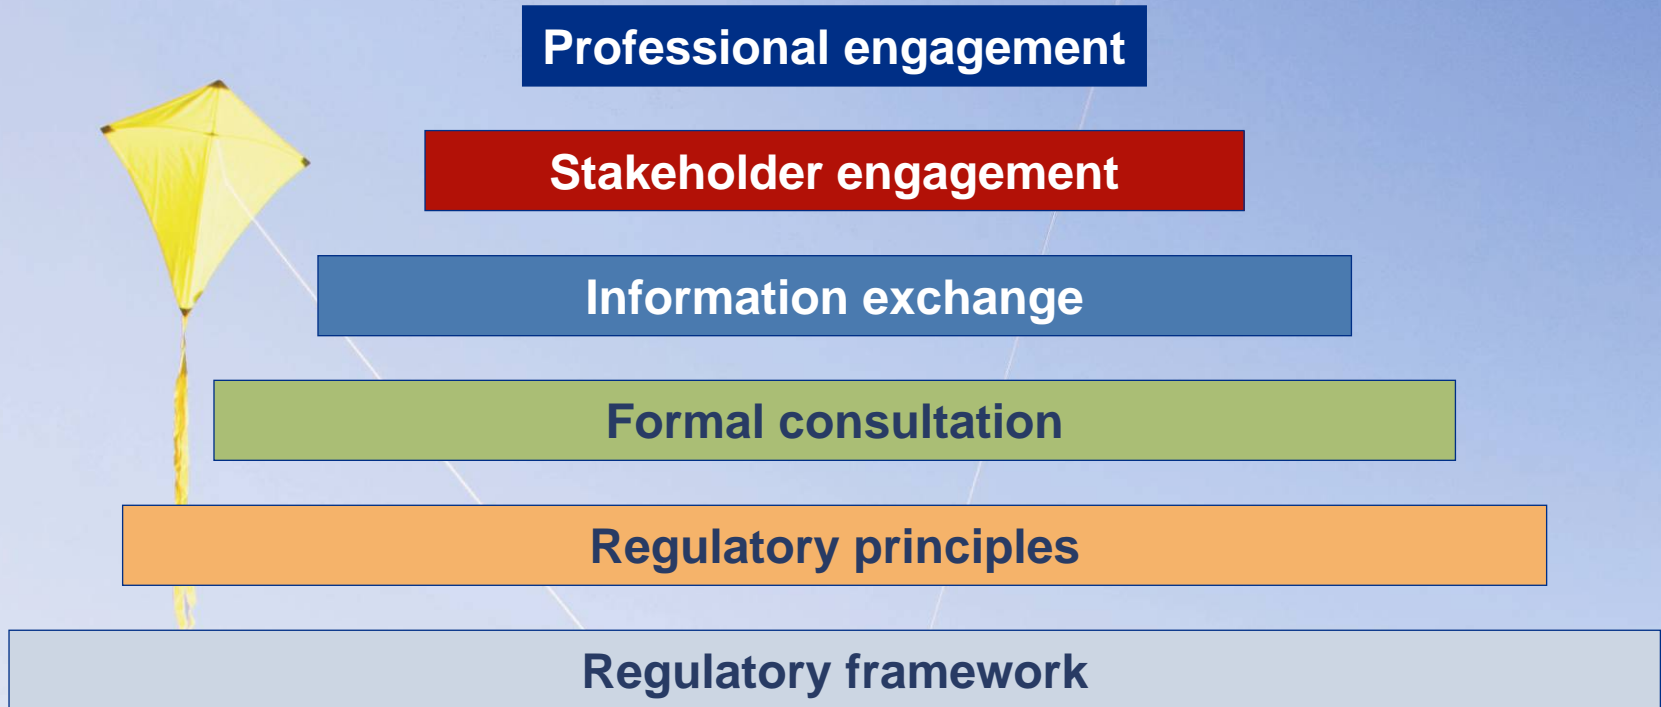 Professional engagement
Stakeholder engagement
Information exchange
Formal consultation
Regulatory principles
Regulatory framework